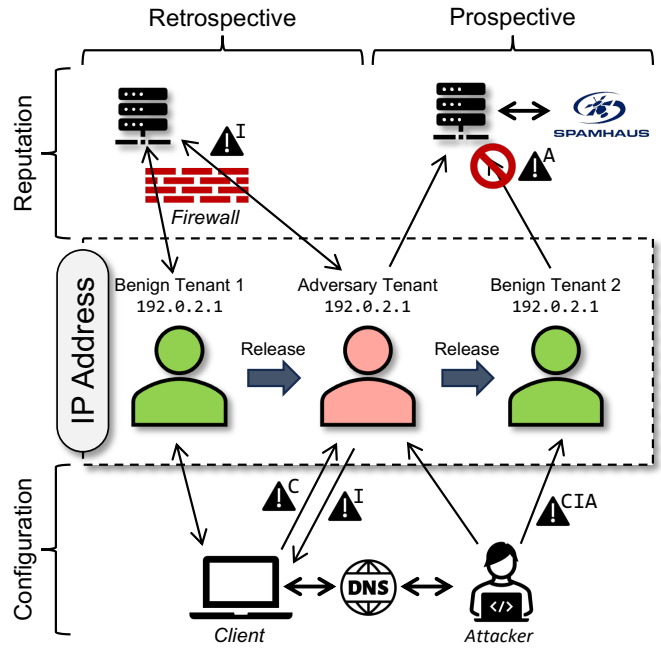 Retrospective
Prospective
Reputation
I
SPAMHAUS
A
Firewall
IP Address
Benign Tenant 1
192.0.2.1
Adversary Tenant
192.0.2.1
Benign Tenant 2
192.0.2.1
Release
Release
Configuration
C
I
CIA
DNS
</>
Client
Attacker